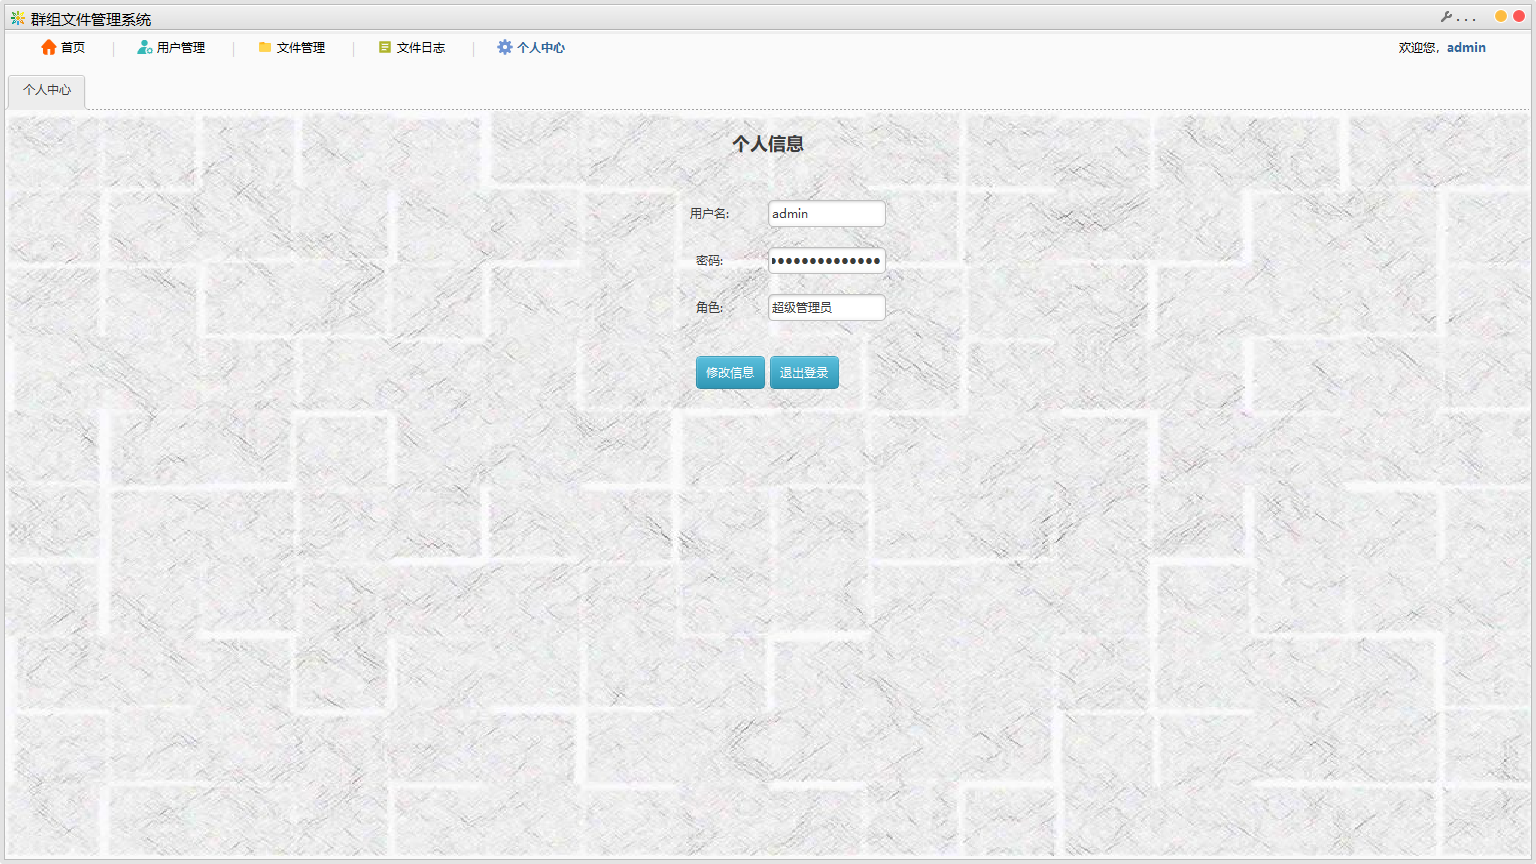 群组文件管理系统
首页 用户管理 文件管理 文件日志 个人中心 欢迎您，admin
个人中心
个人信息
用户名: admin
密码: ●●●●●●●●●●●●●●
角色: 超级管理员
修改信息 退出登录